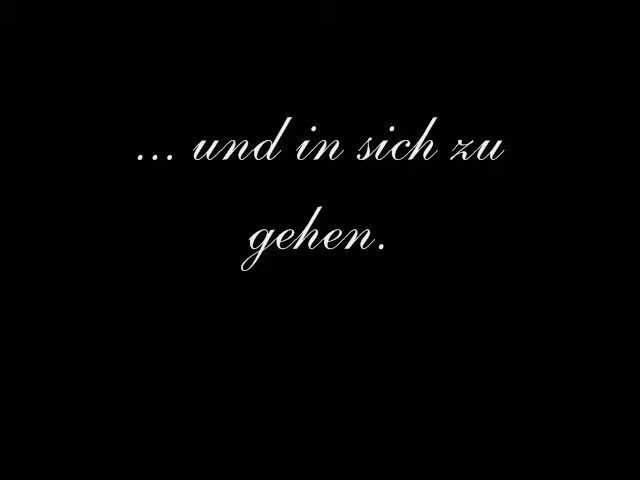 ... und in sich zu
gehen.